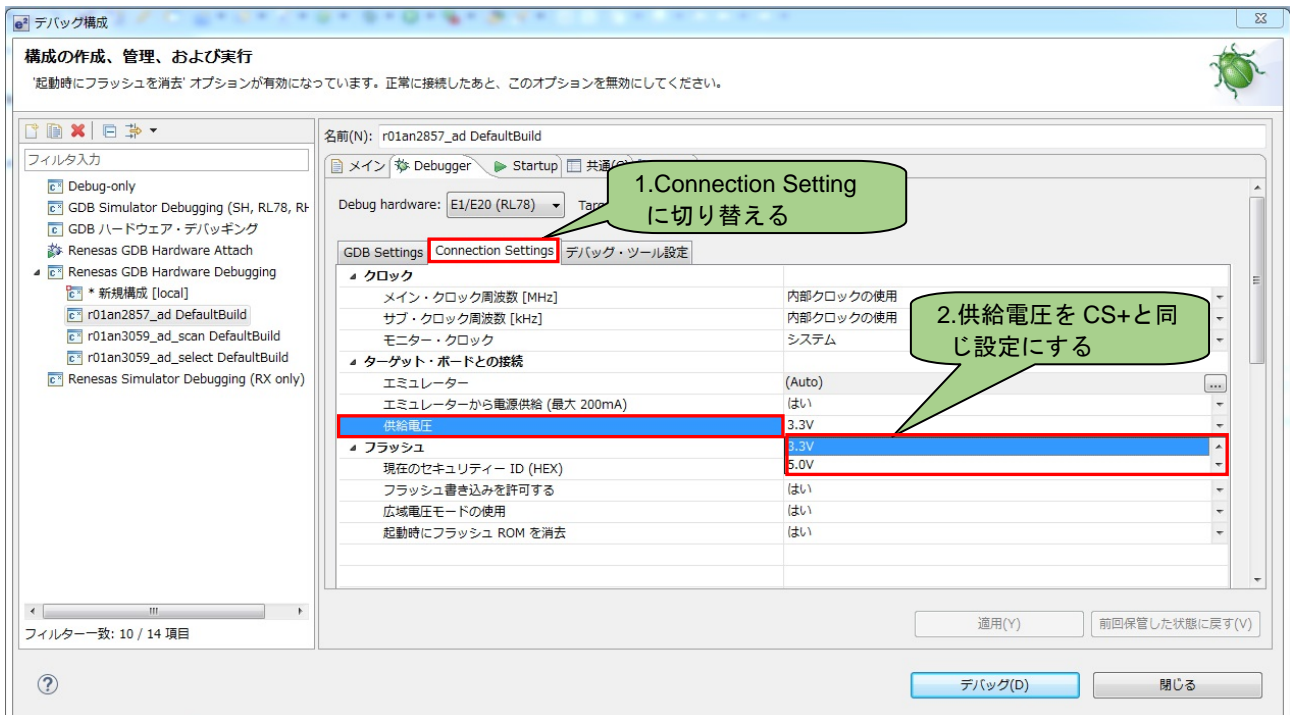 デバッグ構成
構成の作成、管理、および実行
'起動時にフラッシュを消去' オプションが有効になっています。正常に接続したあと、このオプションを無効にしてください。
フィルタ入力
Debug-only
GDB Simulator Debugging (SH, RL78, RH
GDB ハードウェア・デバッギング
Renesas GDB Hardware Attach
Renesas GDB Hardware Debugging
* 新規構成 [local]
r01an2857_ad DefaultBuild
r01an3059_ad_scan DefaultBuild
r01an3059_ad_select DefaultBuild
Renesas Simulator Debugging (RX only)
フィルター一致: 10 / 14 項目
名前(N): r01an2857_ad DefaultBuild
メイン Debugger Startup 共通(C)
1.Connection Setting
に切り替える
Debug hardware: E1/E20 (RL78)
GDB Settings Connection Settings デバッグ・ツール設定
クロック
メイン・クロック周波数 [MHz] 内部クロックの使用
サブ・クロック周波数 [kHz] 内部クロックの使用
モニター・クロック システム
2.供給電圧を CS+と同
じ設定にする
ターゲット・ボードとの接続
エミュレーター (Auto) ...
エミュレーターから電源供給 (最大 200mA) はい
供給電圧 3.3V
3.3V
5.0V
フラッシュ
現在のセキュリティー ID (HEX)
フラッシュ書き込みを許可する はい
広域電圧モードの使用 はい
起動時にフラッシュ ROM を消去 はい
適用(Y) 前回保管した状態に戻す(V)
デバッグ(D) 閉じる